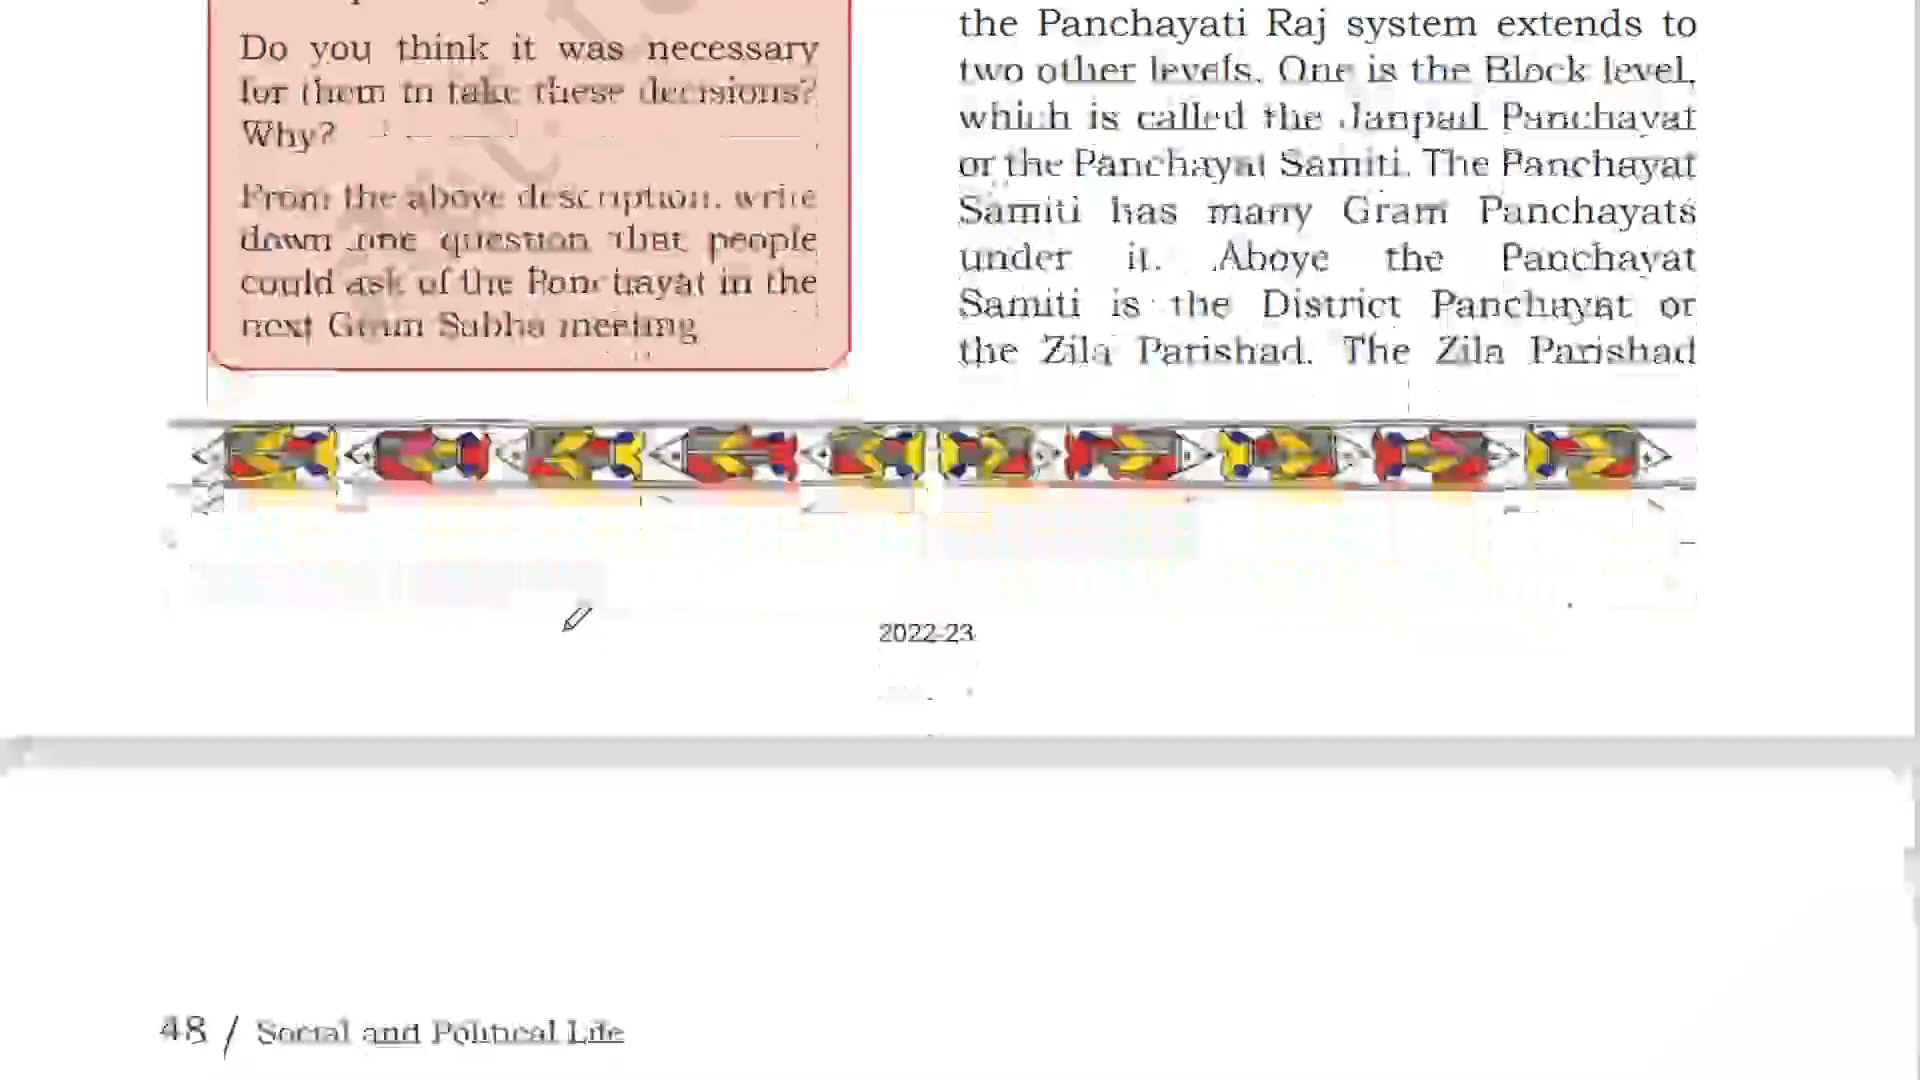 Do you think it was necessary
for them to take these decisions?
Why?
From the above description, write
down one question that people
could ask of the Panchayat in the
next Gram Sabha meeting
the Panchayati Raj system extends to
two other levels. One is the Block level,
which is called the Janpad Panchayat
or the Panchayat Samiti. The Panchayat
Samiti has many Gram Panchayats
under it. Above the Panchayat
Samiti is the District Panchayat or
the Zila Parishad. The Zila Parishad
2022-23
48 / Social and Political Life